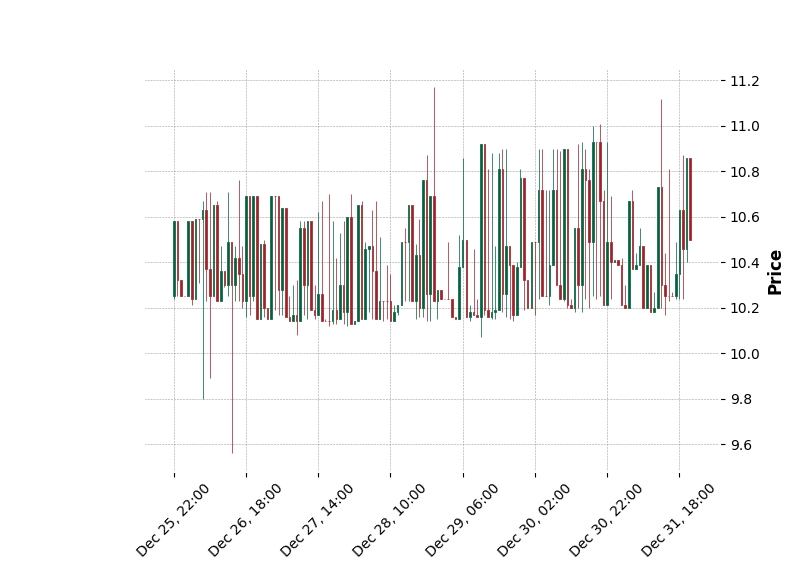 11.2
11.0
10.8
10.6
10.4
10.2
10.0
9.8
9.6
Price
Dec 25, 22:00
Dec 26, 18:00
Dec 27, 14:00
Dec 28, 10:00
Dec 29, 06:00
Dec 30, 02:00
Dec 30, 22:00
Dec 31, 18:00